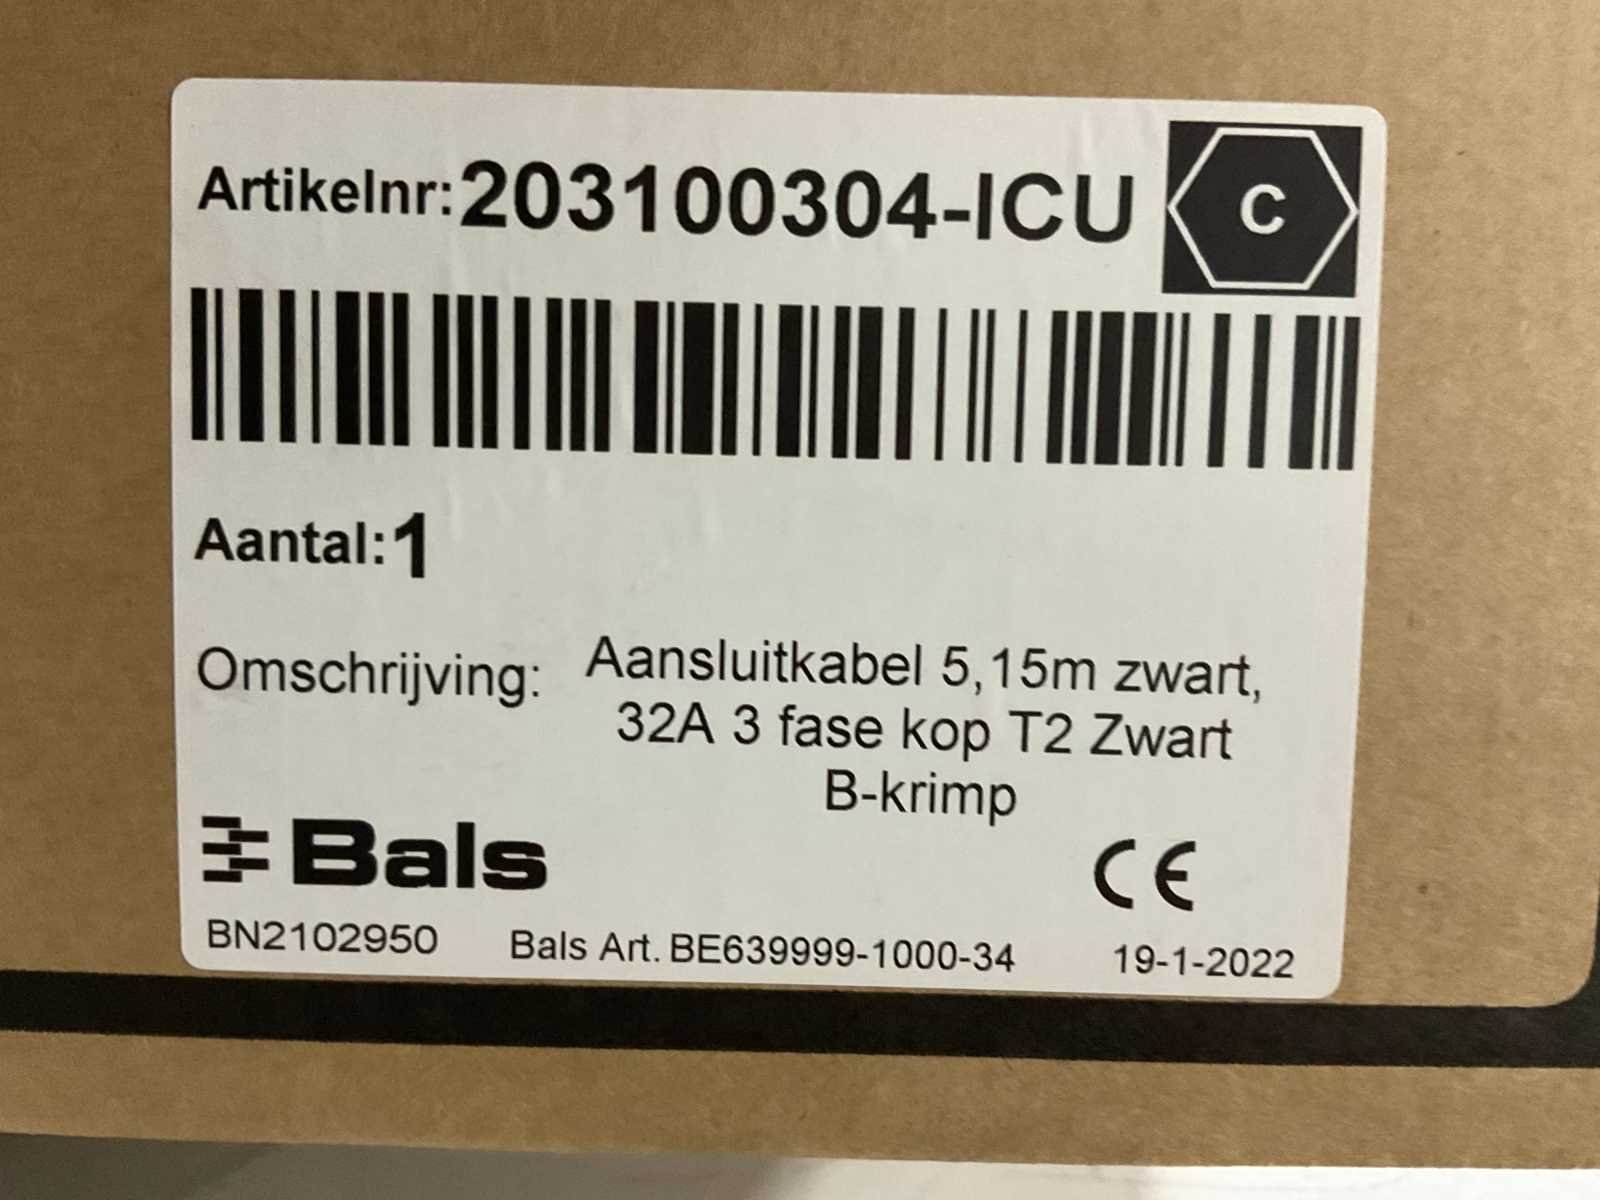 Artikelnr:203100304-ICU
C
Aantal:1
Omschrijving: Aansluitkabel 5,15m zwart,
32A 3 fase kop T2 Zwart
B-krimp
Bals
CE
BN2102950 Bals Art. BE639999-1000-34 19-1-2022